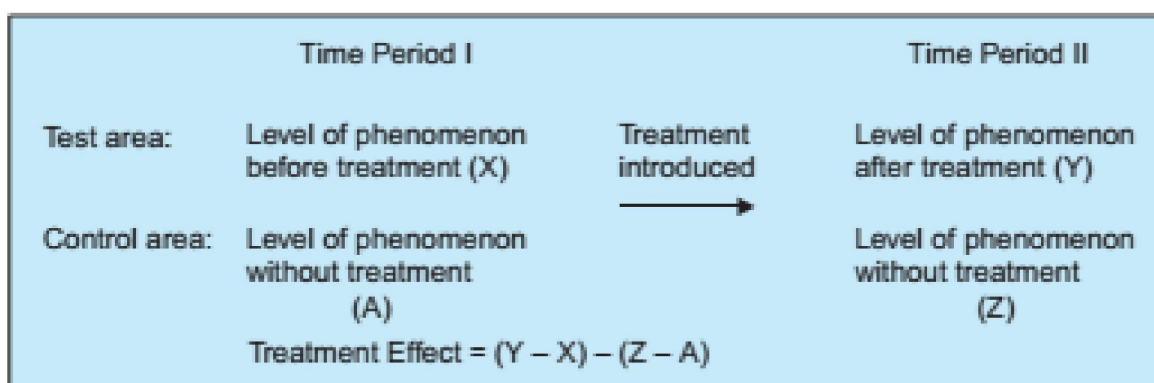 Time Period I Time Period II
Test area: Level of phenomenon Treatment Level of phenomenon
before treatment (X) introduced after treatment (Y)
Control area: Level of phenomenon Level of phenomenon
without treatment without treatment
(A) (Z)
Treatment Effect = (Y – X) – (Z – A)